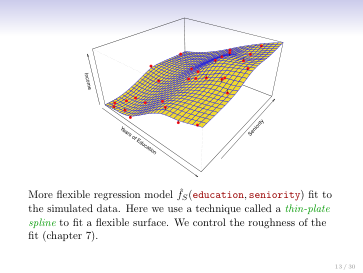 Income
Years of Education
Seniority
More flexible regression model f̂_S(education, seniority) fit to
the simulated data. Here we use a technique called a thin-plate
spline to fit a flexible surface. We control the roughness of the
fit (chapter 7).
13 / 30